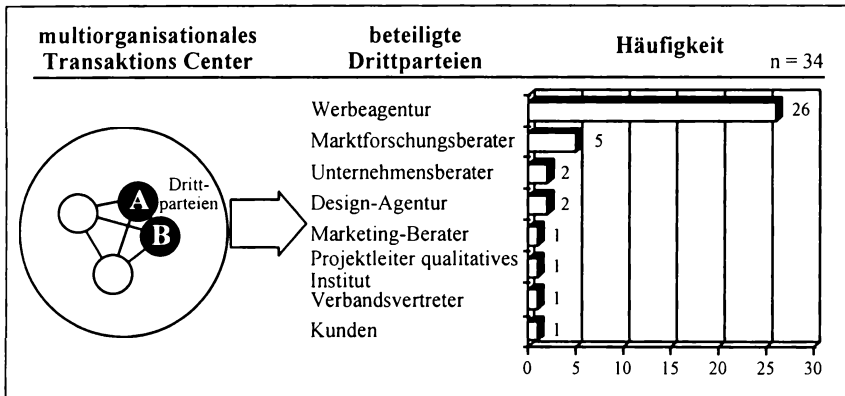 multiorganisationales
Transaktions Center
beteiligte
Drittparteien
Häufigkeit
n = 34
Dritt-
parteien
A
B
Werbeagentur 26
Marktforschungsberater 5
Unternehmensberater 2
Design-Agentur 2
Marketing-Berater 1
Projektleiter qualitatives
Institut 1
Verbandsvertreter 1
Kunden 1
0 5 10 15 20 25 30